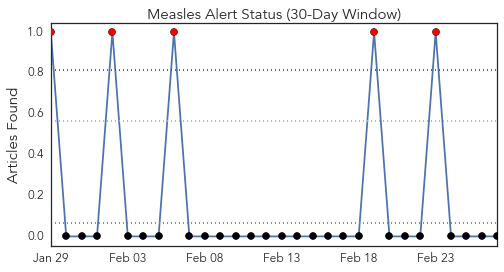 Measles Alert Status (30-Day Window)
Articles Found
1.0
0.8
0.6
0.4
0.2
0.0
Jan 29 Feb 03 Feb 08 Feb 13 Feb 18 Feb 23